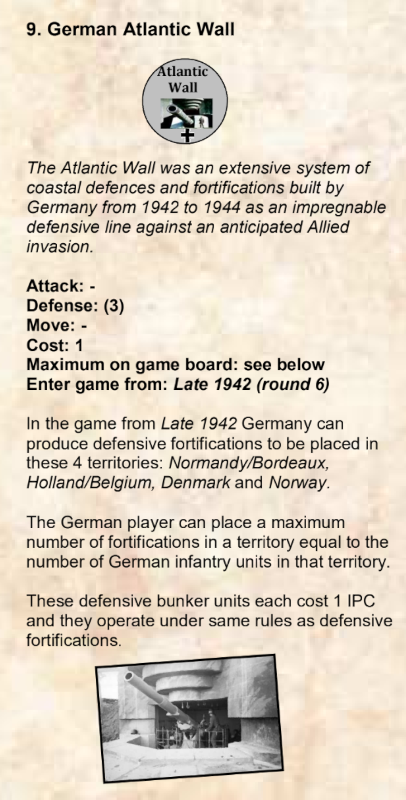 9. German Atlantic Wall
Atlantic
Wall
The Atlantic Wall was an extensive system of
coastal defences and fortifications built by
Germany from 1942 to 1944 as an impregnable
defensive line against an anticipated Allied
invasion.
Attack: -
Defense: (3)
Move: -
Cost: 1
Maximum on game board: see below
Enter game from: Late 1942 (round 6)
In the game from Late 1942 Germany can
produce defensive fortifications to be placed in
these 4 territories: Normandy/Bordeaux,
Holland/Belgium, Denmark and Norway.
The German player can place a maximum
number of fortifications in a territory equal to the
number of German infantry units in that territory.
These defensive bunker units each cost 1 IPC
and they operate under same rules as defensive
fortifications.